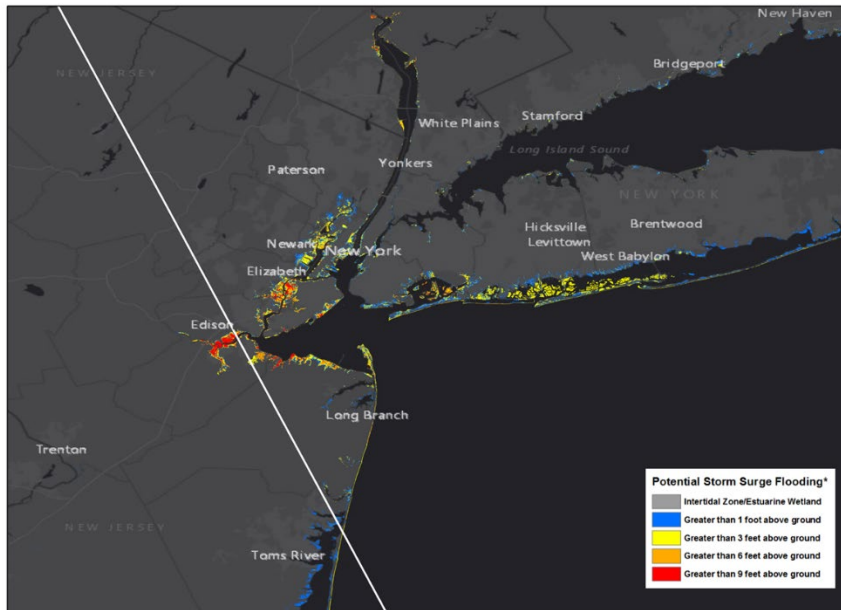 New Haven
NEW JERSEY
Bridgeport
Stamford
White Plains
Long Island Sound
Yonkers
Paterson
NEW YORK
Hicksville
Brentwood
Levittown
Newark
New York
West Babylon
Elizabeth
Edison
Long Branch
Trenton
NEW JERSEY
Toms River
Potential Storm Surge Flooding*
Intertidal Zone/Estuarine Wetland
Greater than 1 foot above ground
Greater than 3 feet above ground
Greater than 6 feet above ground
Greater than 9 feet above ground